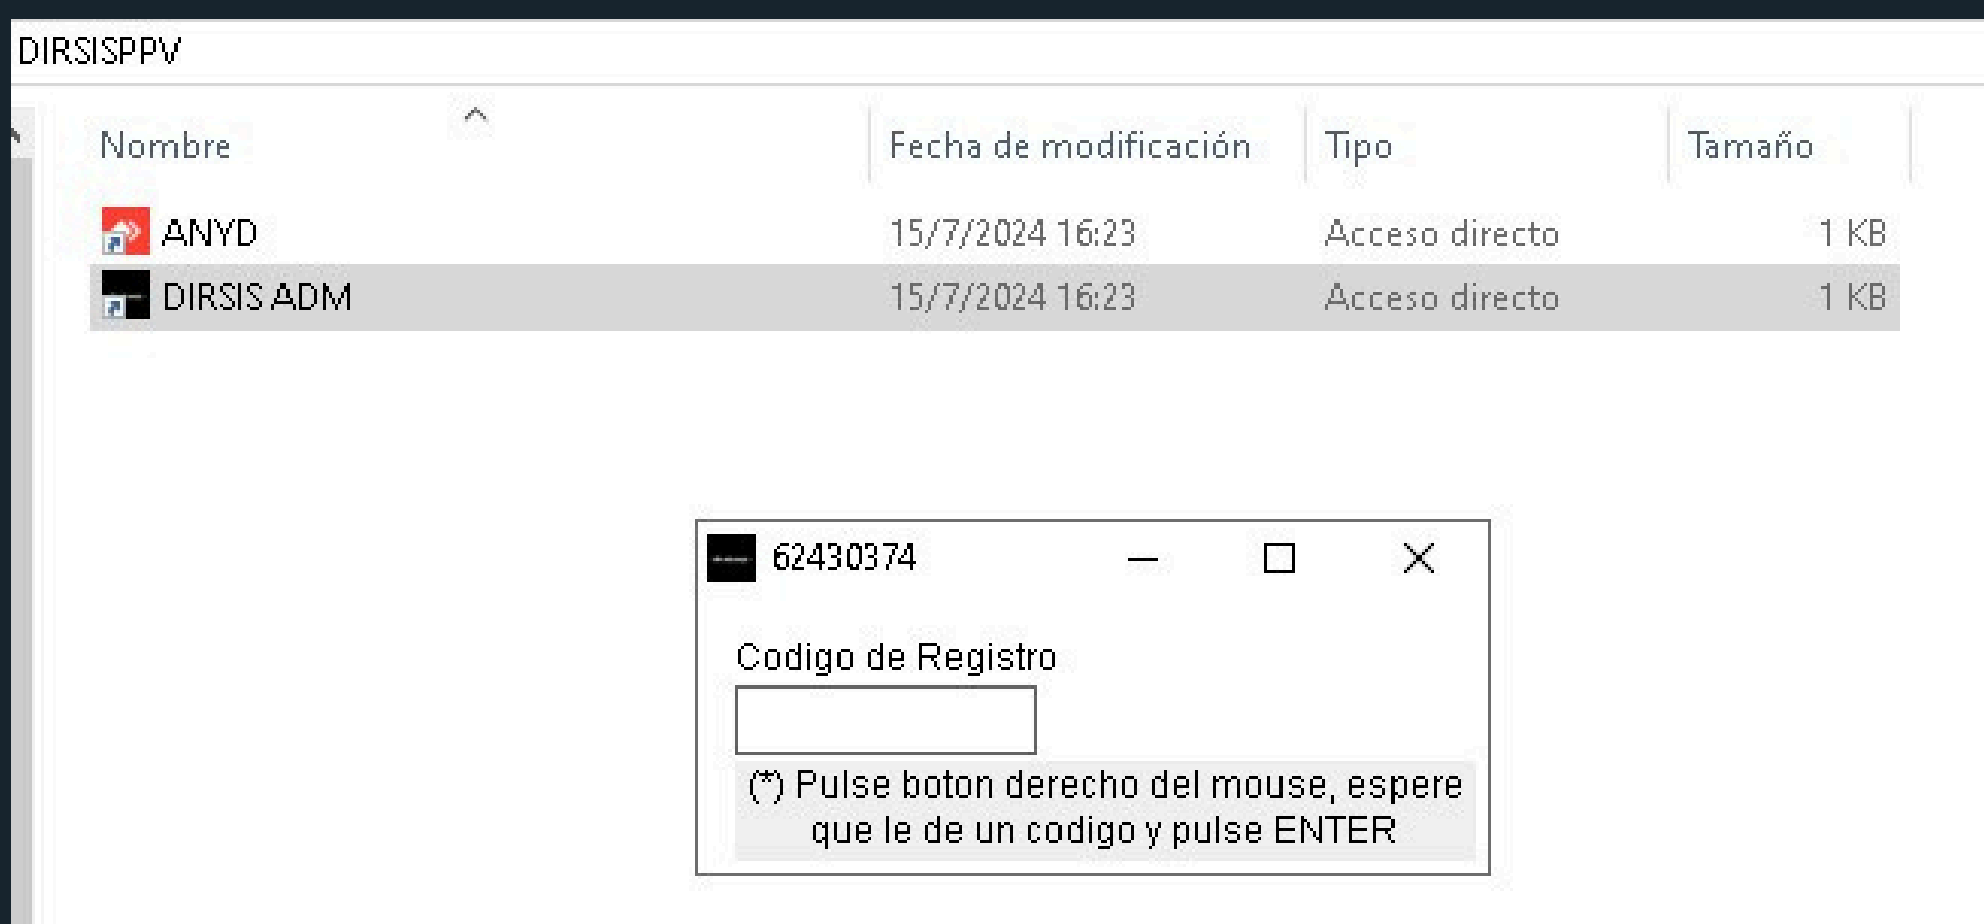 DIRSISPPV
Nombre Fecha de modificación Tipo Tamaño
ANYD 15/7/2024 16:23 Acceso directo 1 KB
DIRSIS ADM 15/7/2024 16:23 Acceso directo 1 KB
62430374
Codigo de Registro
(*) Pulse boton derecho del mouse, espere
que le de un codigo y pulse ENTER